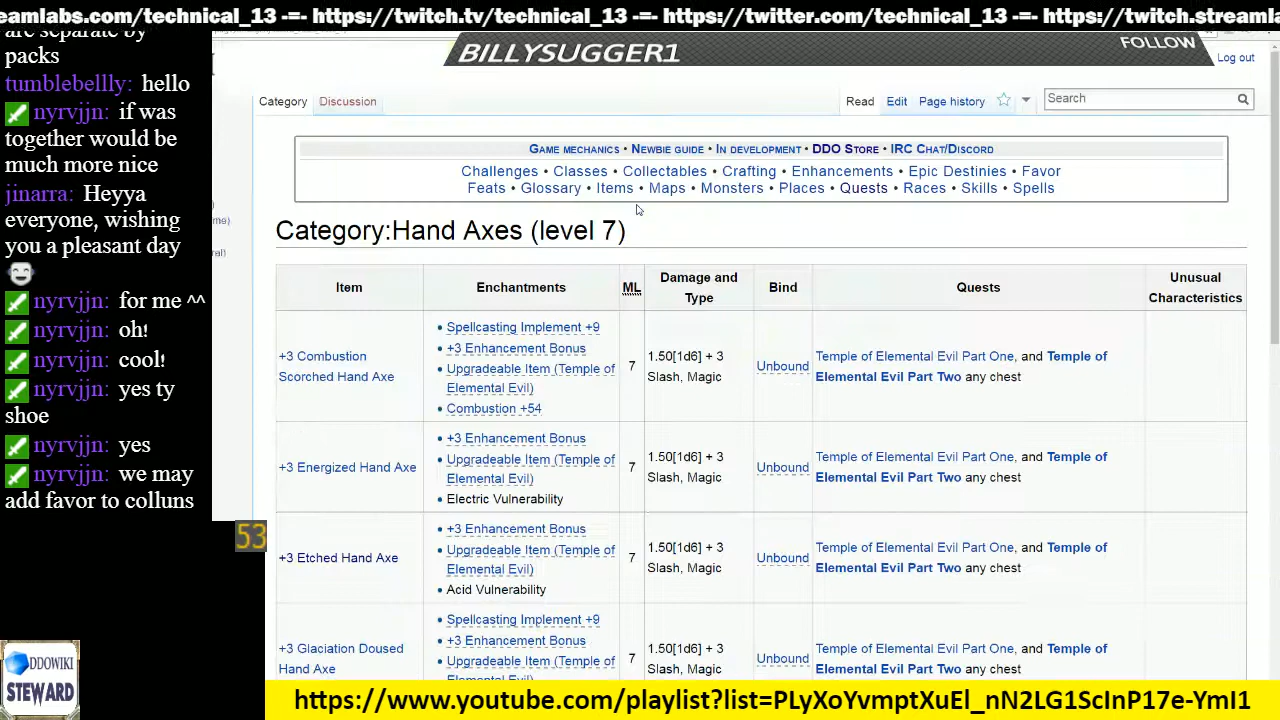 eamlabs.com/technical_13 -=- https://twitch.tv/technical_13 -=- https://twitter.com/technical_13 -=- https://twitch.streamla
are separate by
packs
tumblebellly: hello
nyrvjjn: if was
together would be
much more nice
jinarra: Heyya
everyone, wishing
you a pleasant day
nyrvjjn: for me ^^
nyrvjjn: oh!
nyrvjjn: cool!
nyrvjjn: yes ty
shoe
nyrvjjn: yes
nyrvjjn: we may
add favor to colluns
53
DDOWIKI
STEWARD
BILLYSUGGER1
FOLLOW
Log out
Category Discussion Read Edit Page history Search
Game mechanics • Newbie guide • In development • DDO Store • IRC Chat/Discord
Challenges • Classes • Collectables • Crafting • Enhancements • Epic Destinies • Favor
Feats • Glossary • Items • Maps • Monsters • Places • Quests • Races • Skills • Spells
Category:Hand Axes (level 7)
Item Enchantments ML Damage and Type Bind Quests Unusual Characteristics
+3 Combustion
Scorched Hand Axe
• Spellcasting Implement +9
• +3 Enhancement Bonus
• Upgradeable Item (Temple of
Elemental Evil)
• Combustion +54
7
1.50[1d6] + 3
Slash, Magic
Unbound
Temple of Elemental Evil Part One, and Temple of
Elemental Evil Part Two any chest
+3 Energized Hand Axe
• +3 Enhancement Bonus
• Upgradeable Item (Temple of
Elemental Evil)
• Electric Vulnerability
7
1.50[1d6] + 3
Slash, Magic
Unbound
Temple of Elemental Evil Part One, and Temple of
Elemental Evil Part Two any chest
+3 Etched Hand Axe
• +3 Enhancement Bonus
• Upgradeable Item (Temple of
Elemental Evil)
• Acid Vulnerability
7
1.50[1d6] + 3
Slash, Magic
Unbound
Temple of Elemental Evil Part One, and Temple of
Elemental Evil Part Two any chest
+3 Glaciation Doused
Hand Axe
• Spellcasting Implement +9
• +3 Enhancement Bonus
• Upgradeable Item (Temple of
7
1.50[1d6] + 3
Slash, Magic
Unbound
Temple of Elemental Evil Part One, and Temple of
Elemental Evil Part Two any chest
https://www.youtube.com/playlist?list=PLyXoYvmptXuEl_nN2LG1ScInP17e-YmI1